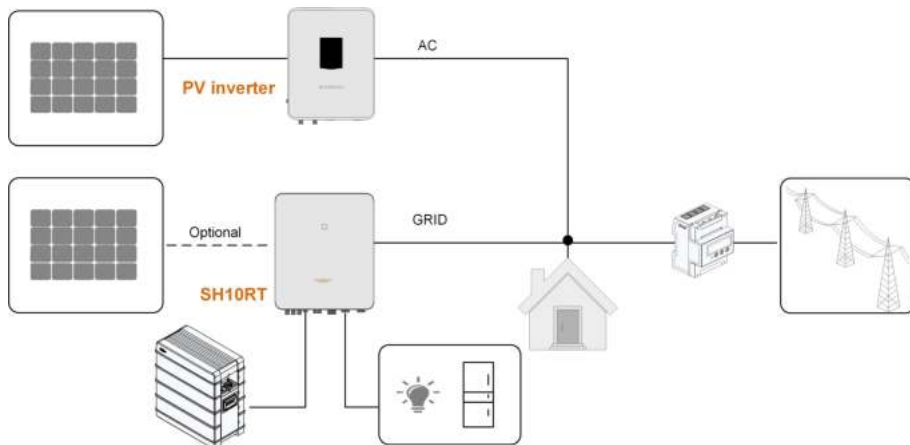 AC
PV inverter
Optional
GRID
SH10RT